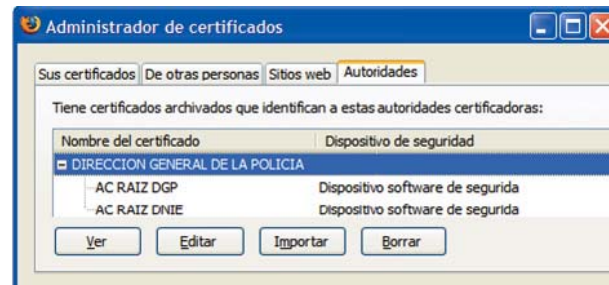 Administrador de certificados
Sus certificados De otras personas Sitios web Autoridades
Tiene certificados archivados que identifican a estas autoridades certificadoras:
Nombre del certificado Dispositivo de seguridad
DIRECCION GENERAL DE LA POLICIA
AC RAIZ DGP Dispositivo software de segurida
AC RAIZ DNIE Dispositivo software de segurida
Ver Editar Importar Borrar